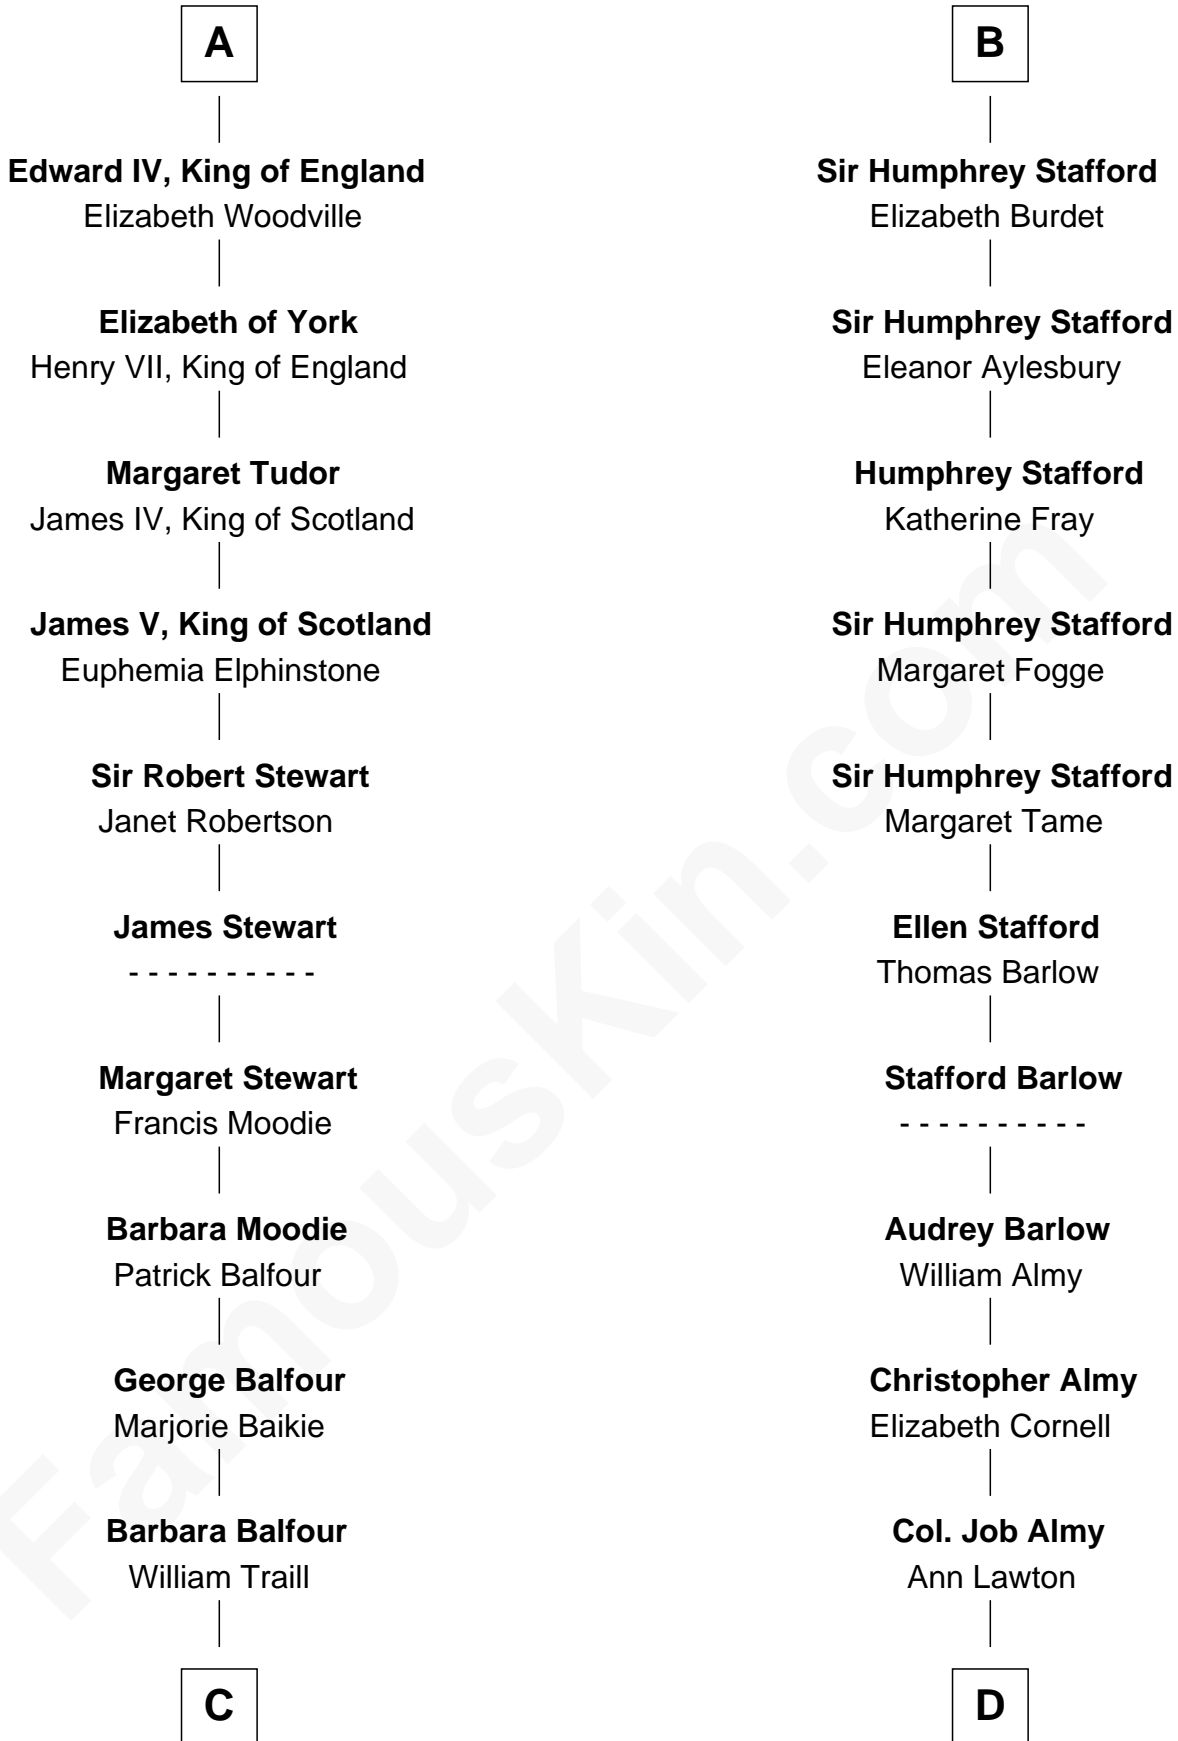 A
Edward IV, King of England
Elizabeth Woodville
Elizabeth of York
Henry VII, King of England
Margaret Tudor
James IV, King of Scotland
James V, King of Scotland
Euphemia Elphinstone
Sir Robert Stewart
Janet Robertson
James Stewart
- - - - - - - - - -
Margaret Stewart
Francis Moodie
Barbara Moodie
Patrick Balfour
George Balfour
Marjorie Baikie
Barbara Balfour
William Traill
C
B
Sir Humphrey Stafford
Elizabeth Burdet
Sir Humphrey Stafford
Eleanor Aylesbury
Humphrey Stafford
Katherine Fray
Sir Humphrey Stafford
Margaret Fogge
Sir Humphrey Stafford
Margaret Tame
Ellen Stafford
Thomas Barlow
Stafford Barlow
- - - - - - - - - -
Audrey Barlow
William Almy
Christopher Almy
Elizabeth Cornell
Col. Job Almy
Ann Lawton
D
FamousKin.com